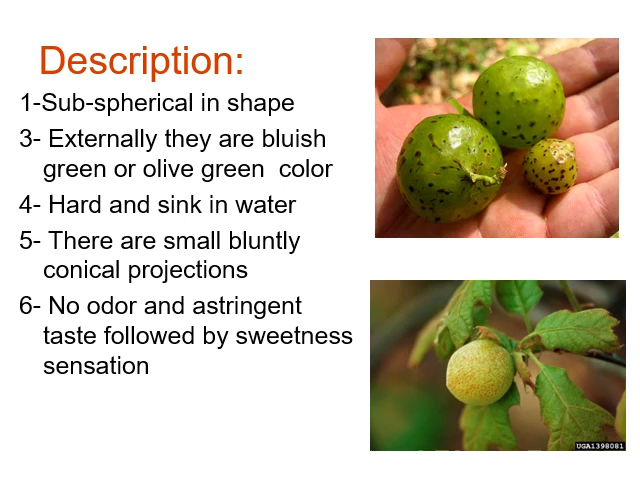 Description:
1-Sub-spherical in shape
3- Externally they are bluish
green or olive green  color
4- Hard and sink in water
5- There are small bluntly
conical projections
6- No odor and astringent
taste followed by sweetness
sensation
UGA1398081